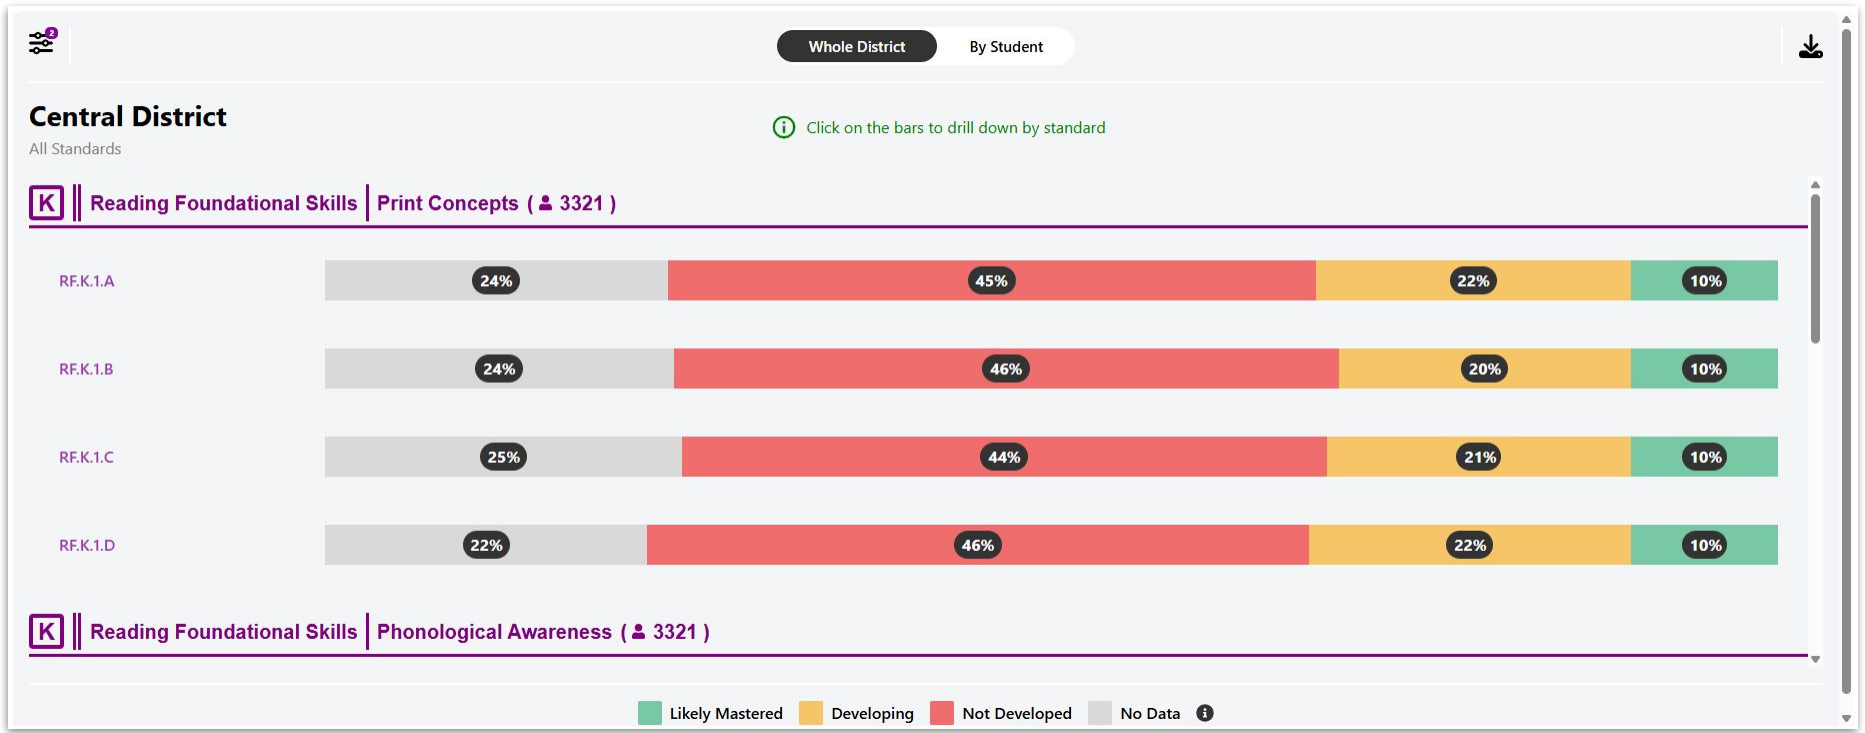 2
Whole District By Student
Central District
All Standards
Click on the bars to drill down by standard
K Reading Foundational Skills Print Concepts ( 3321 )
RF.K.1.A 24% 45% 22% 10%
RF.K.1.B 24% 46% 20% 10%
RF.K.1.C 25% 44% 21% 10%
RF.K.1.D 22% 46% 22% 10%
K Reading Foundational Skills Phonological Awareness ( 3321 )
Likely Mastered Developing Not Developed No Data